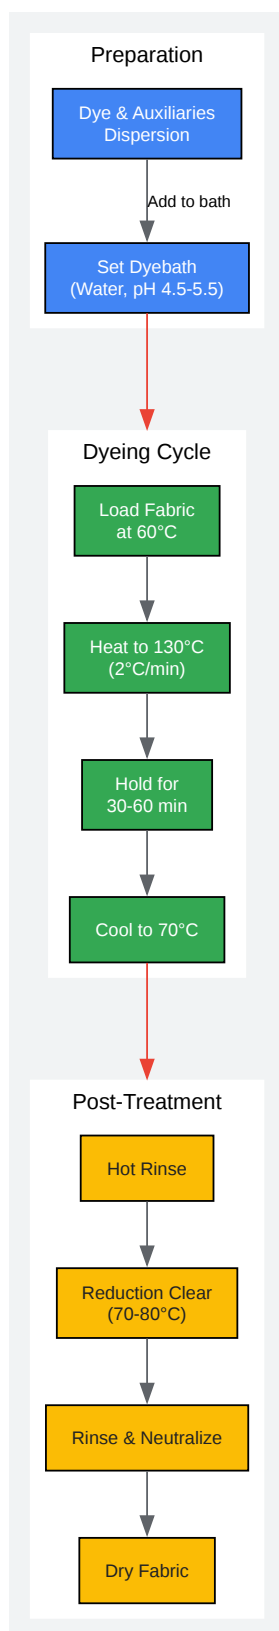 Preparation
Dye & Auxiliaries
Dispersion
Add to bath
Set Dyebath
(Water, pH 4.5-5.5)
Dyeing Cycle
Load Fabric
at 60°C
Heat to 130°C
(2°C/min)
Hold for
30-60 min
Cool to 70°C
Post-Treatment
Hot Rinse
Reduction Clear
(70-80°C)
Rinse & Neutralize
Dry Fabric